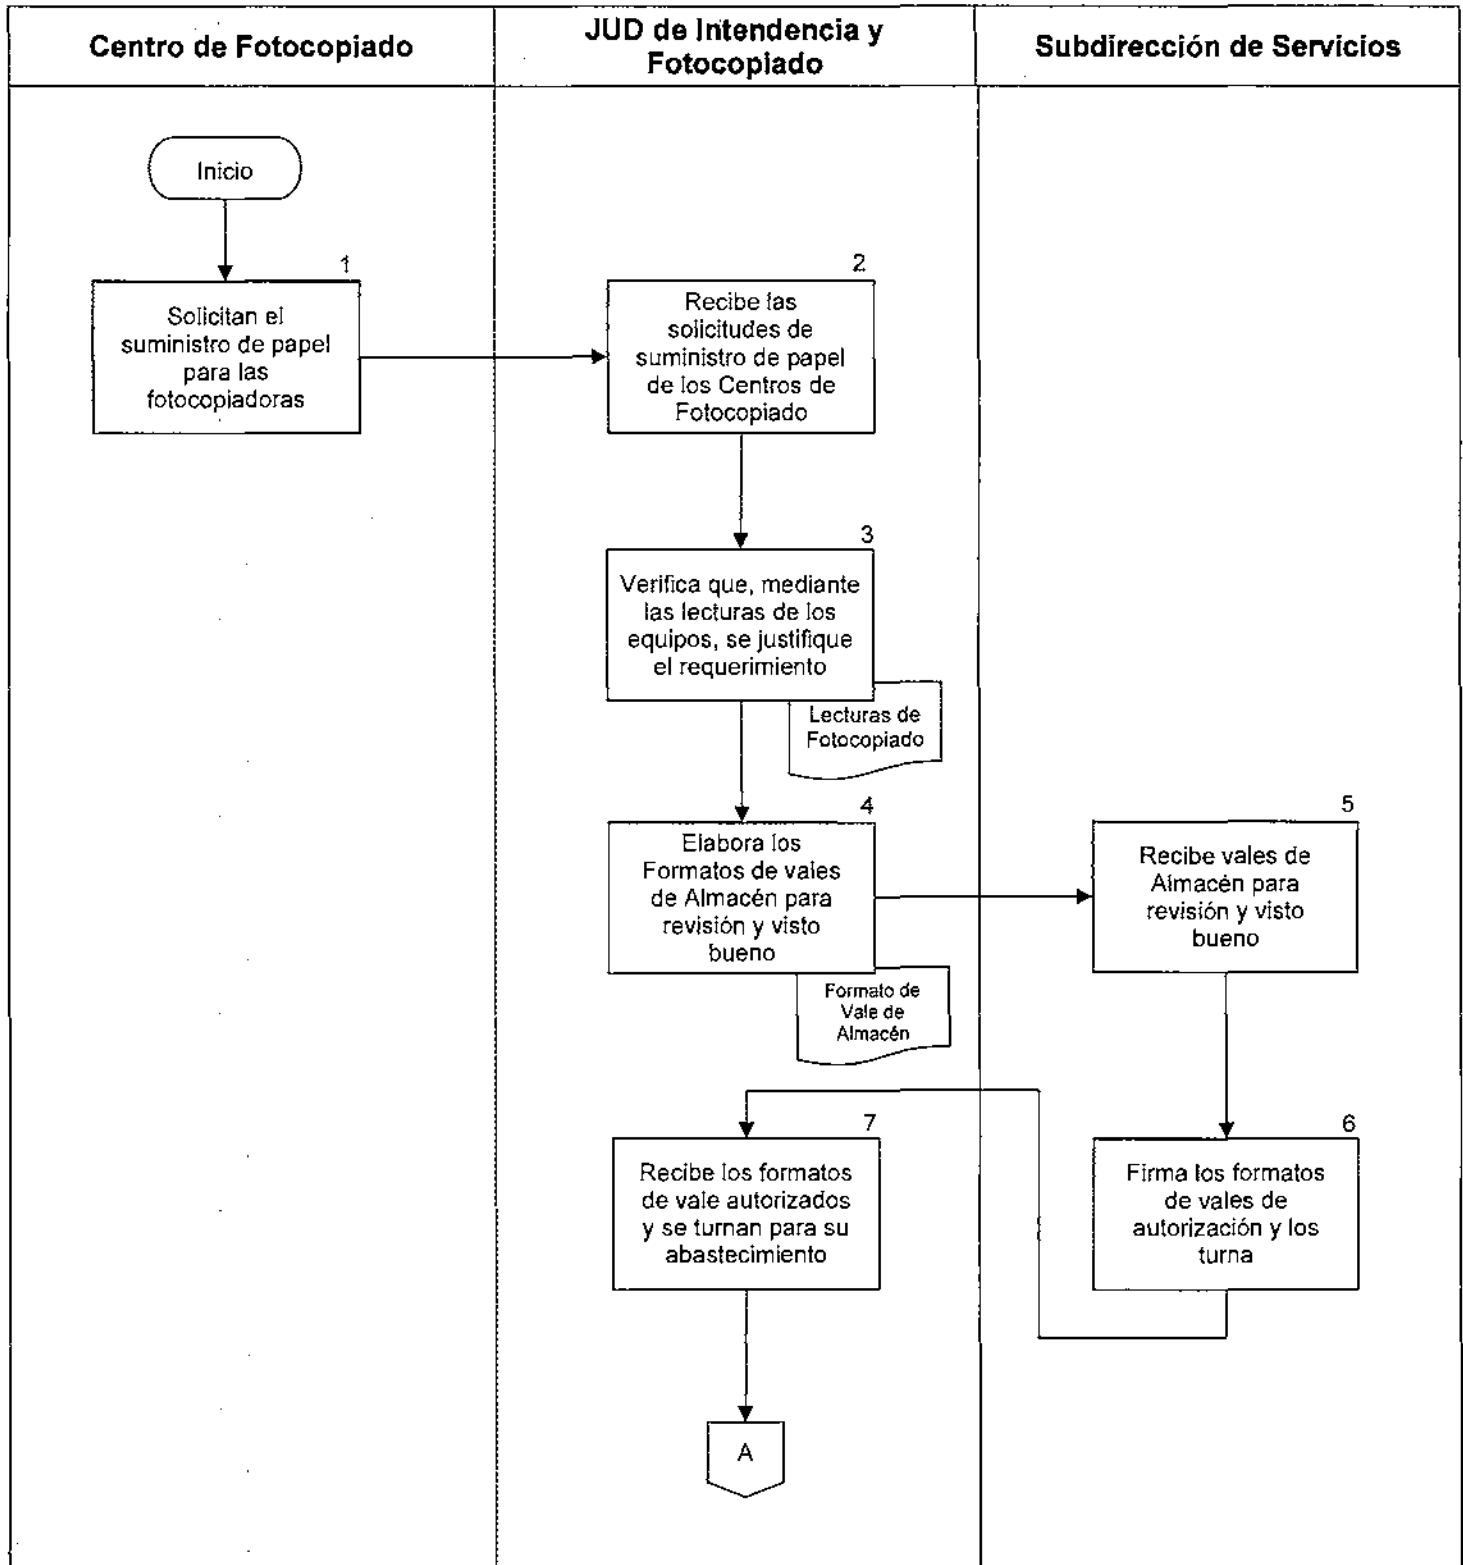 Centro de Fotocopiado
JUD de Intendencia y
Fotocopiado
Subdirección de Servicios
Inicio
1
Solicitan el
suministro de papel
para las
fotocopiadoras
2
Recibe las
solicitudes de
suministro de papel
de los Centros de
Fotocopiado
3
Verifica que, mediante
las lecturas de los
equipos, se justifique
el requerimiento
Lecturas de
Fotocopiado
4
Elabora los
Formatos de vales
de Almacén para
revisión y visto
bueno
Formato de
Vale de
Almacén
5
Recibe vales de
Almacén para
revisión y visto
bueno
6
Firma los formatos
de vales de
autorización y los
turna
7
Recibe los formatos
de vale autorizados
y se turnan para su
abastecimiento
A